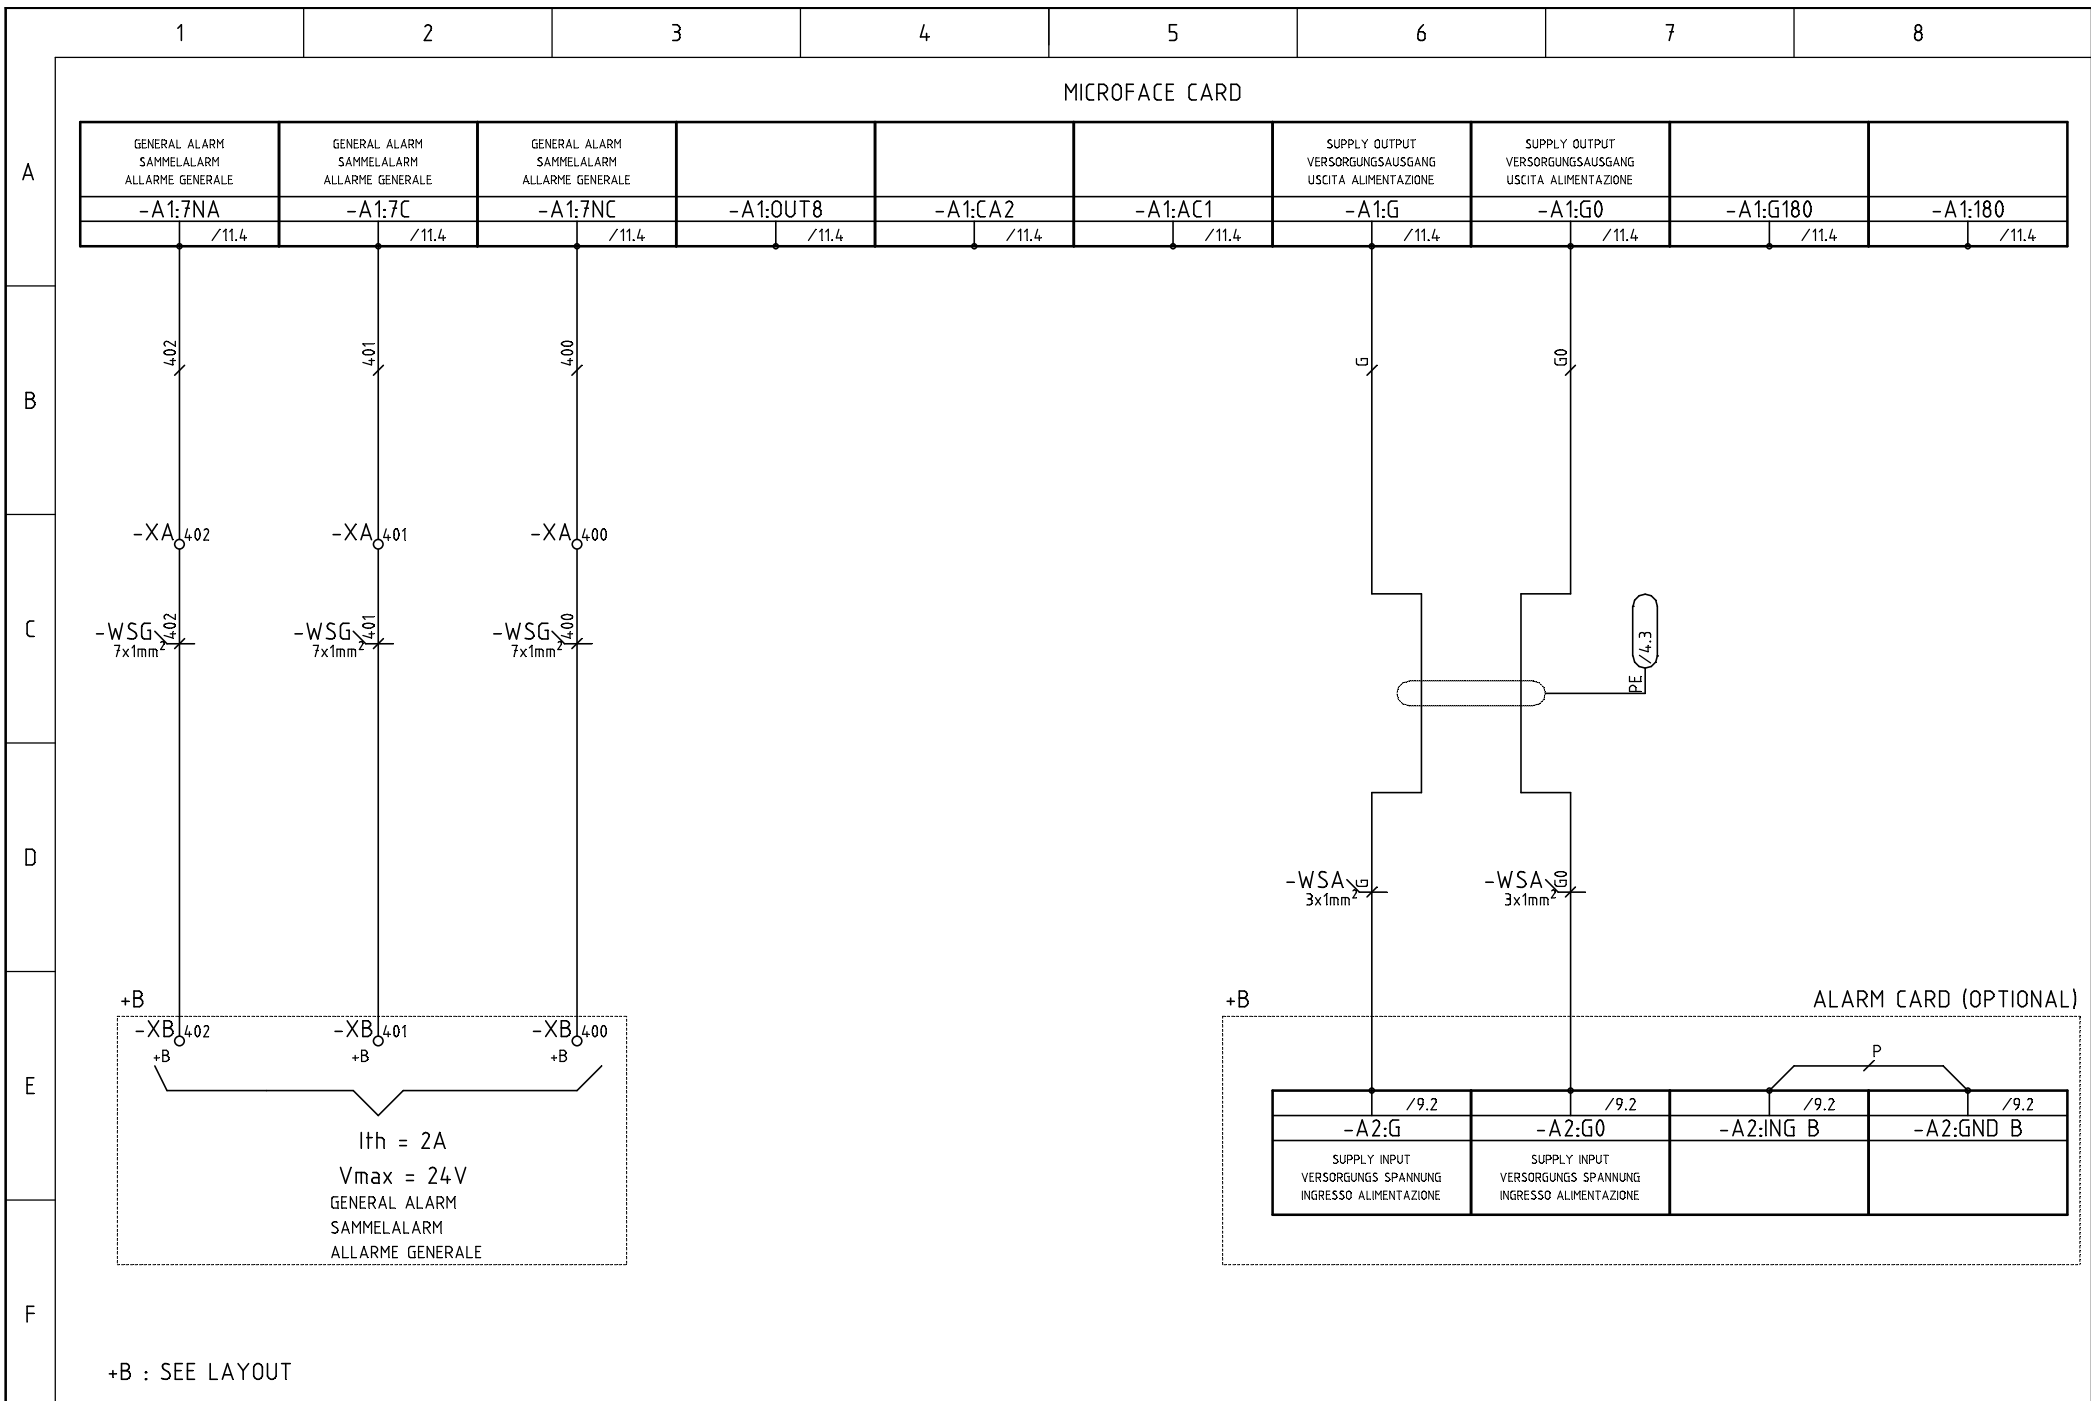 1 2 3 4 5 6 7 8
MICROFACE CARD
A
GENERAL ALARM
SAMMELALARM
ALLARME GENERALE
GENERAL ALARM
SAMMELALARM
ALLARME GENERALE
GENERAL ALARM
SAMMELALARM
ALLARME GENERALE
SUPPLY OUTPUT
VERSORGUNGSAUSGANG
USCITA ALIMENTAZIONE
SUPPLY OUTPUT
VERSORGUNGSAUSGANG
USCITA ALIMENTAZIONE
-A1:7NA -A1:7C -A1:7NC -A1:OUT8 -A1:CA2 -A1:AC1 -A1:G -A1:G0 -A1:G180 -A1:180
/11.4 /11.4 /11.4 /11.4 /11.4 /11.4 /11.4 /11.4 /11.4 /11.4
402 401 400 G G0
B
-XA 402 -XA 401 -XA 400
C
-WSG 402 -WSG 401 -WSG 400
7x1mm² 7x1mm² 7x1mm²
/4.3
PE
D
-WSA G -WSA G0
3x1mm² 3x1mm²
+B +B ALARM CARD (OPTIONAL)
-XB 402 -XB 401 -XB 400
+B +B +B
P
E
/9.2 /9.2 /9.2 /9.2
-A2:G -A2:G0 -A2:ING B -A2:GND B
SUPPLY INPUT
VERSORGUNGS SPANNUNG
INGRESSO ALIMENTAZIONE
SUPPLY INPUT
VERSORGUNGS SPANNUNG
INGRESSO ALIMENTAZIONE
Ith = 2A
Vmax = 24V
GENERAL ALARM
SAMMELALARM
ALLARME GENERALE
F
+B : SEE LAYOUT